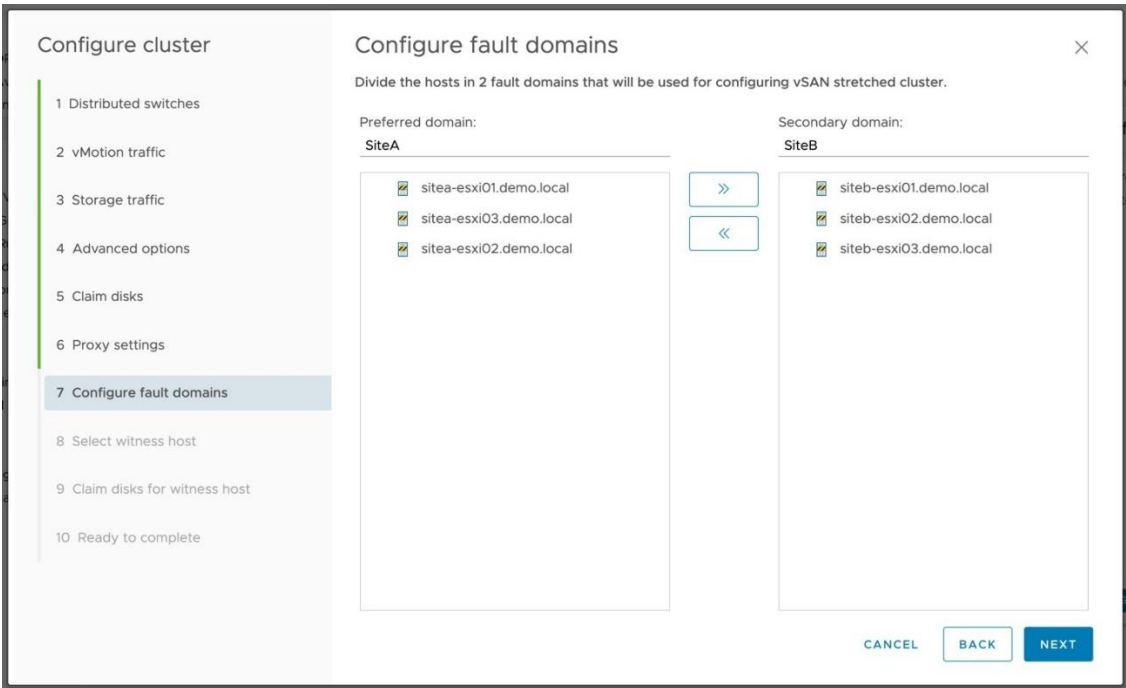 Configure cluster
1 Distributed switches
2 vMotion traffic
3 Storage traffic
4 Advanced options
5 Claim disks
6 Proxy settings
7 Configure fault domains
8 Select witness host
9 Claim disks for witness host
10 Ready to complete
Configure fault domains
Divide the hosts in 2 fault domains that will be used for configuring vSAN stretched cluster.
Preferred domain:
SiteA
sitea-esxi01.demo.local
sitea-esxi03.demo.local
sitea-esxi02.demo.local
Secondary domain:
SiteB
siteb-esxi01.demo.local
siteb-esxi02.demo.local
siteb-esxi03.demo.local
CANCEL
BACK
NEXT